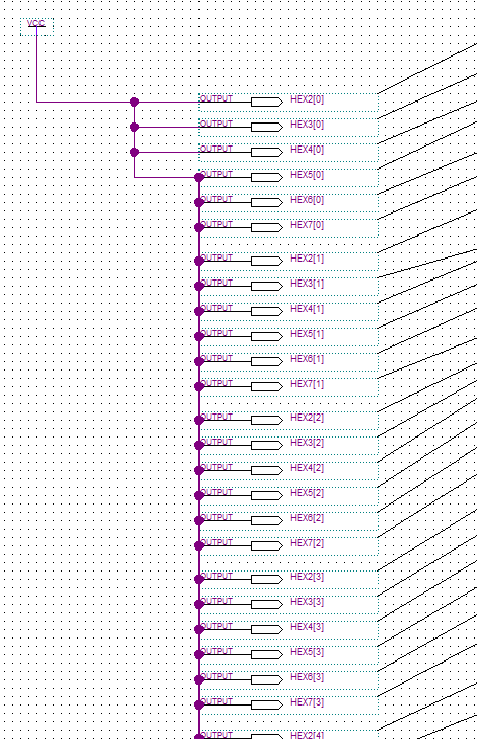 VCC
OUTPUT HEX2[0]
OUTPUT HEX3[0]
OUTPUT HEX4[0]
OUTPUT HEX5[0]
OUTPUT HEX6[0]
OUTPUT HEX7[0]
OUTPUT HEX2[1]
OUTPUT HEX3[1]
OUTPUT HEX4[1]
OUTPUT HEX5[1]
OUTPUT HEX6[1]
OUTPUT HEX7[1]
OUTPUT HEX2[2]
OUTPUT HEX3[2]
OUTPUT HEX4[2]
OUTPUT HEX5[2]
OUTPUT HEX6[2]
OUTPUT HEX7[2]
OUTPUT HEX2[3]
OUTPUT HEX3[3]
OUTPUT HEX4[3]
OUTPUT HEX5[3]
OUTPUT HEX6[3]
OUTPUT HEX7[3]
OUTPUT HEX2[4]